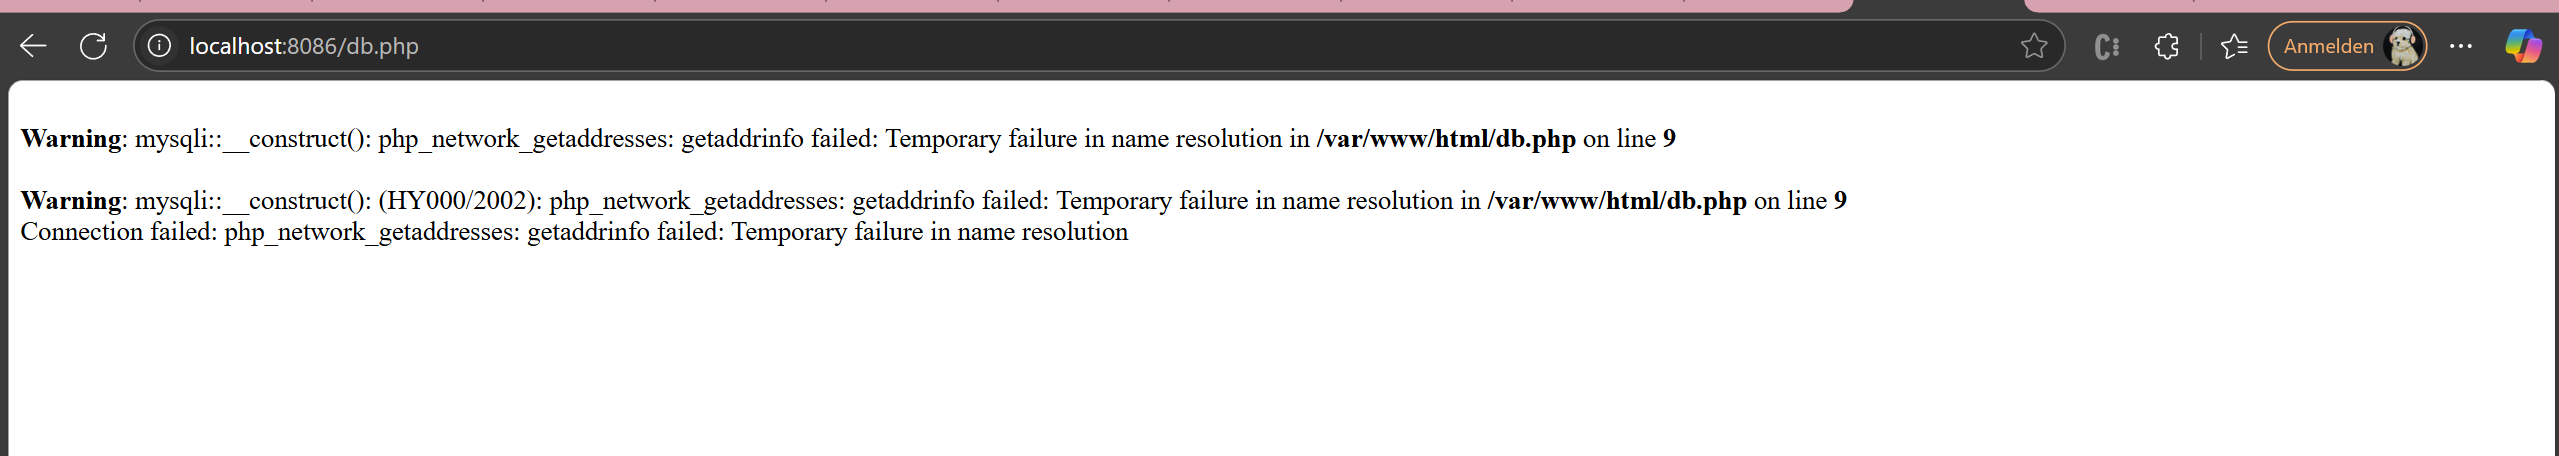 localhost:8086/db.php
Anmelden
Warning: mysqli::__construct(): php_network_getaddresses: getaddrinfo failed: Temporary failure in name resolution in /var/www/html/db.php on line 9
Warning: mysqli::__construct(): (HY000/2002): php_network_getaddresses: getaddrinfo failed: Temporary failure in name resolution in /var/www/html/db.php on line 9
Connection failed: php_network_getaddresses: getaddrinfo failed: Temporary failure in name resolution